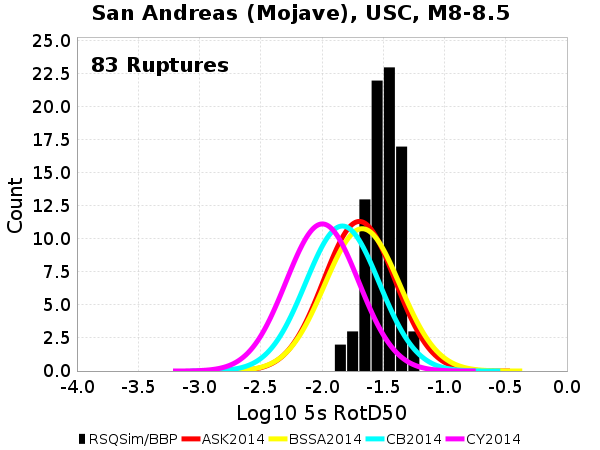 San Andreas (Mojave), USC, M8-8.5
83 Ruptures
25.0
22.5
20.0
17.5
15.0
12.5
10.0
7.5
5.0
2.5
0.0
Count
-4.0 -3.5 -3.0 -2.5 -2.0 -1.5 -1.0 -0.5 0.0
Log10 5s RotD50
RSQSim/BBP ASK2014 BSSA2014 CB2014 CY2014